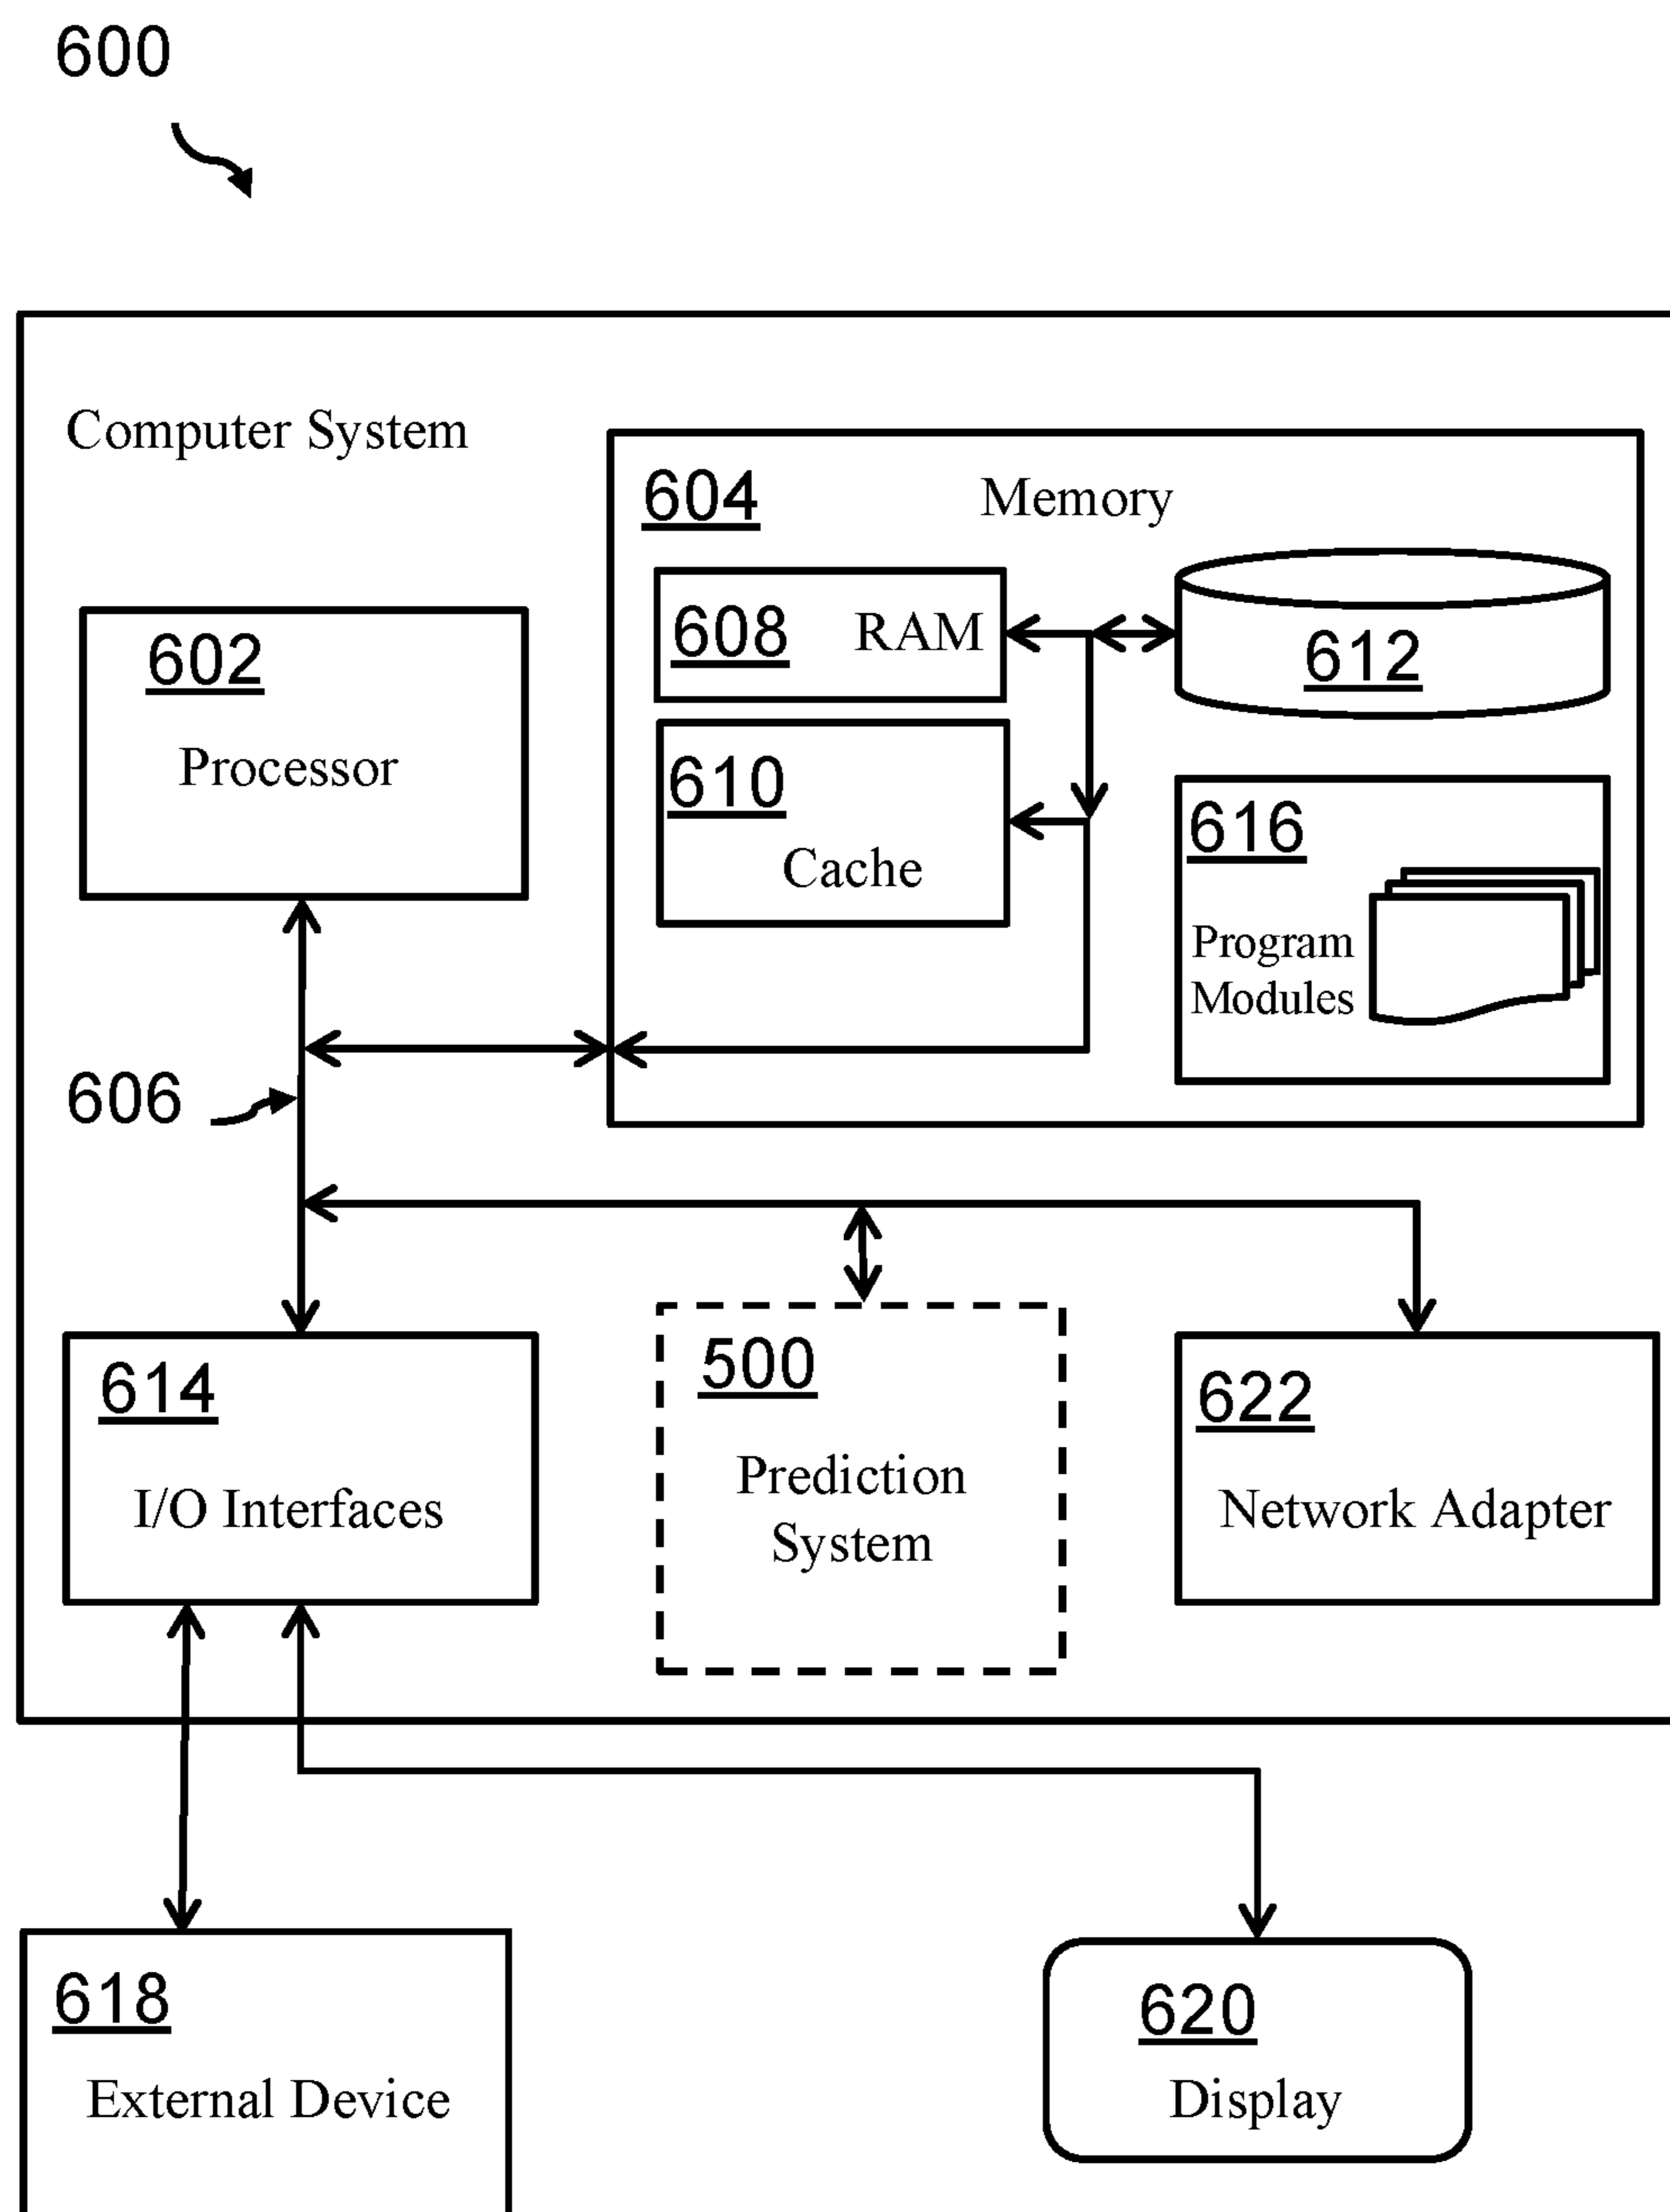 600
Computer System
604
Memory
602
Processor
608 RAM
612
610
Cache
616
Program
Modules
606
614
I/O Interfaces
500
Prediction
System
622
Network Adapter
618
External Device
620
Display